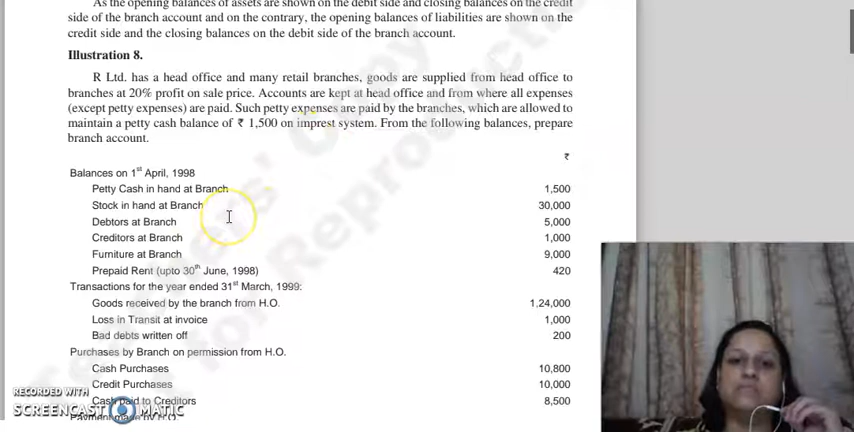 As the opening balances of assets are shown on the debit side and closing balances on the credit
side of the branch account and on the contrary, the opening balances of liabilities are shown on the
credit side and the closing balances on the debit side of the branch account.
Illustration 8.
R Ltd. has a head office and many retail branches, goods are supplied from head office to
branches at 20% profit on sale price. Accounts are kept at head office and from where all expenses
(except petty expenses) are paid. Such petty expenses are paid by the branches, which are allowed to
maintain a petty cash balance of ₹ 1,500 on imprest system. From the following balances, prepare
branch account.
₹
Balances on 1st April, 1998
Petty Cash in hand at Branch 1,500
Stock in hand at Branch 30,000
Debtors at Branch 5,000
Creditors at Branch 1,000
Furniture at Branch 9,000
Prepaid Rent (upto 30th June, 1998) 420
Transactions for the year ended 31st March, 1999:
Goods received by the branch from H.O. 1,24,000
Loss in Transit at invoice 1,000
Bad debts written off 200
Purchases by Branch on permission from H.O.
Cash Purchases 10,800
Credit Purchases 10,000
Cash paid to Creditors 8,500
Payment made by H.O.
RECORDED WITH
SCREENCAST MATIC